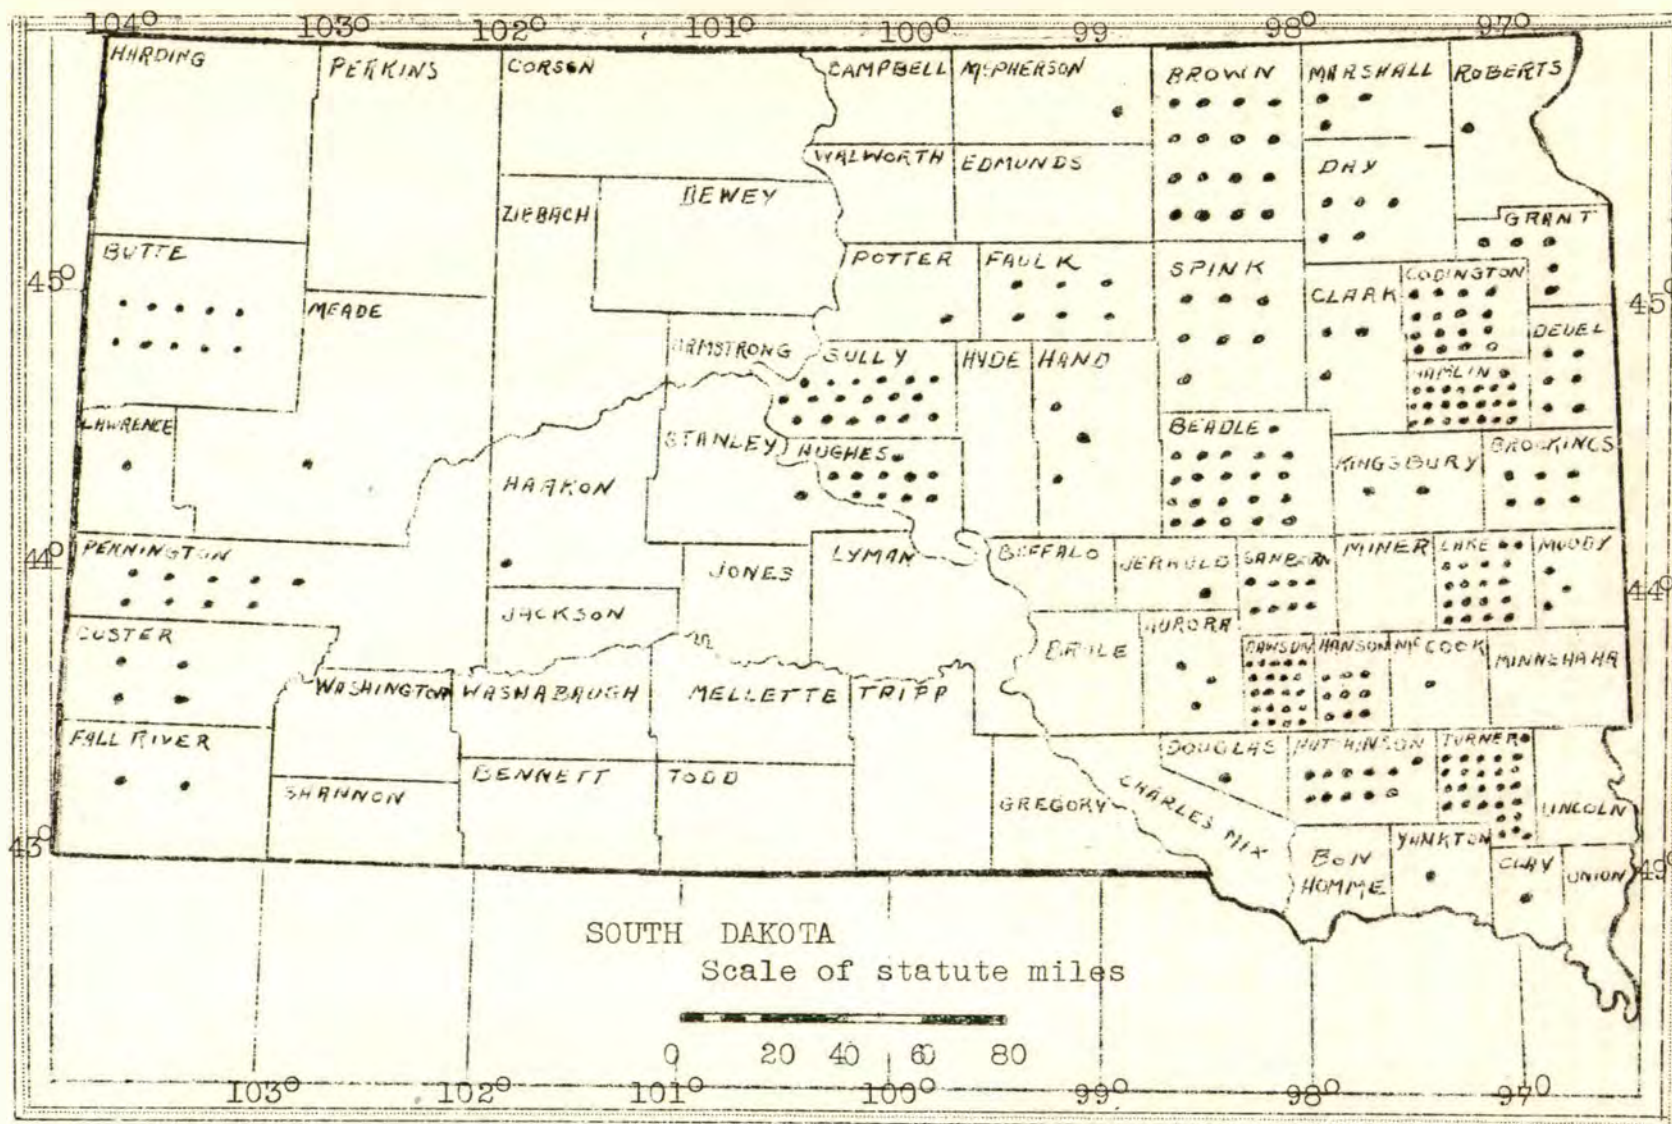 104° 103° 102° 101° 100° 99° 98° 97°
HARDING PERKINS CORSON CAMPBELL McPHERSON BROWN MARSHALL ROBERTS
WALWORTH EDMUNDS DAY
ZIEBACH DEWEY GRANT
BUTTE POTTER FAULK SPINK CODINGTON
45° CLARK 45°
MEADE DEUEL
ARMSTRONG SULLY HYDE HAND HAMLIN
LAWRENCE STANLEY HUGHES BEADLE BROOKINGS
HAAKON KINGSBURY
44° PENNINGTON LYMAN BUFFALO JERAULD SANBORN MINER LAKE MOODY
JONES 44°
JACKSON
CUSTER BRULE AURORA DAWSON HANSON McCOOK MINNEHAHA
WASHINGTON WASHABAUGH MELLETTE TRIPP
FALL RIVER DOUGLAS HUTCHINSON TURNER
SHANNON BENNETT TODD GREGORY CHARLES MIX LINCOLN
43° BON YANKTON CLAY UNION 49°
HOMME
SOUTH DAKOTA
Scale of statute miles
0 20 40 60 80
103° 102° 101° 100° 99° 98° 97°